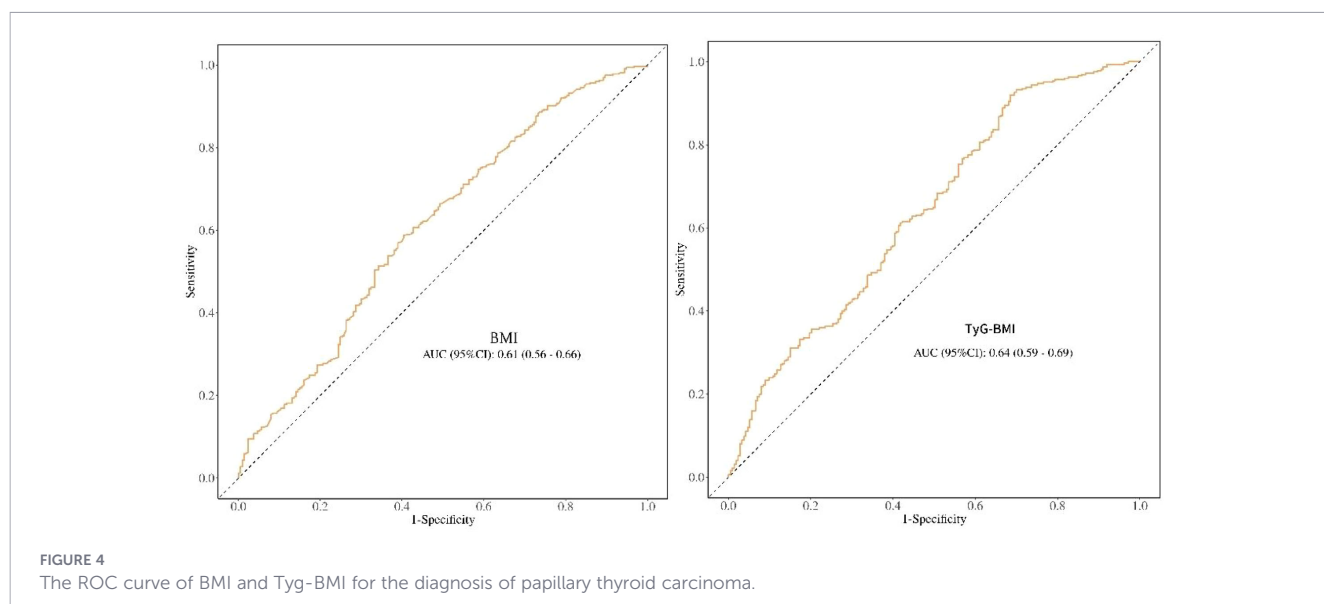 1.0
0.8
0.6
0.4
0.2
0.0
Sensitivity
BMI
AUC (95%CI): 0.61 (0.56 - 0.66)
0.0 0.2 0.4 0.6 0.8 1.0
1-Specificity
1.0
0.8
0.6
0.4
0.2
0.0
Sensitivity
TyG-BMI
AUC (95%CI): 0.64 (0.59 - 0.69)
0.0 0.2 0.4 0.6 0.8 1.0
1-Specificity
FIGURE 4
The ROC curve of BMI and Tyg-BMI for the diagnosis of papillary thyroid carcinoma.